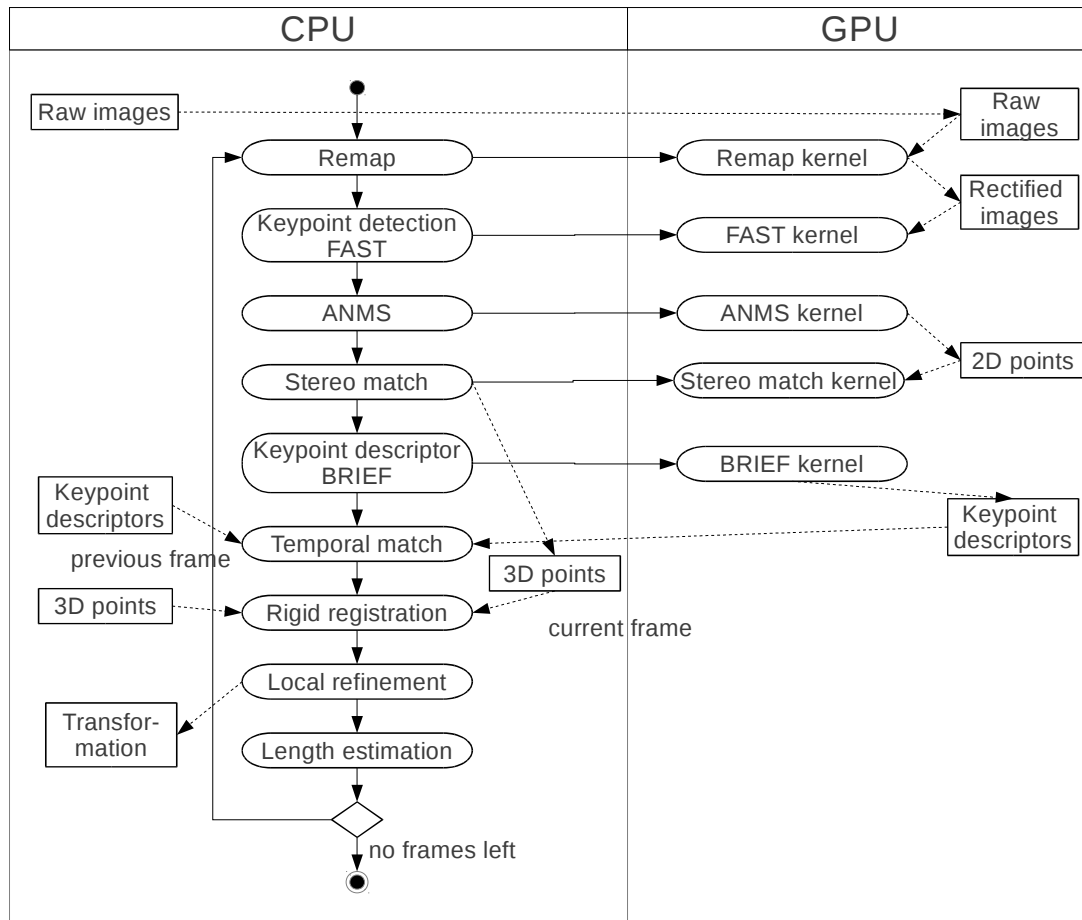 CPU
GPU
Raw images
Raw
images
Remap
Remap kernel
Rectified
images
Keypoint detection
FAST
FAST kernel
ANMS
ANMS kernel
2D points
Stereo match
Stereo match kernel
Keypoint descriptor
BRIEF
BRIEF kernel
Keypoint
descriptors
Keypoint
descriptors
previous frame
Temporal match
3D points
3D points
Rigid registration
current frame
Local refinement
Transfor-
mation
Length estimation
no frames left